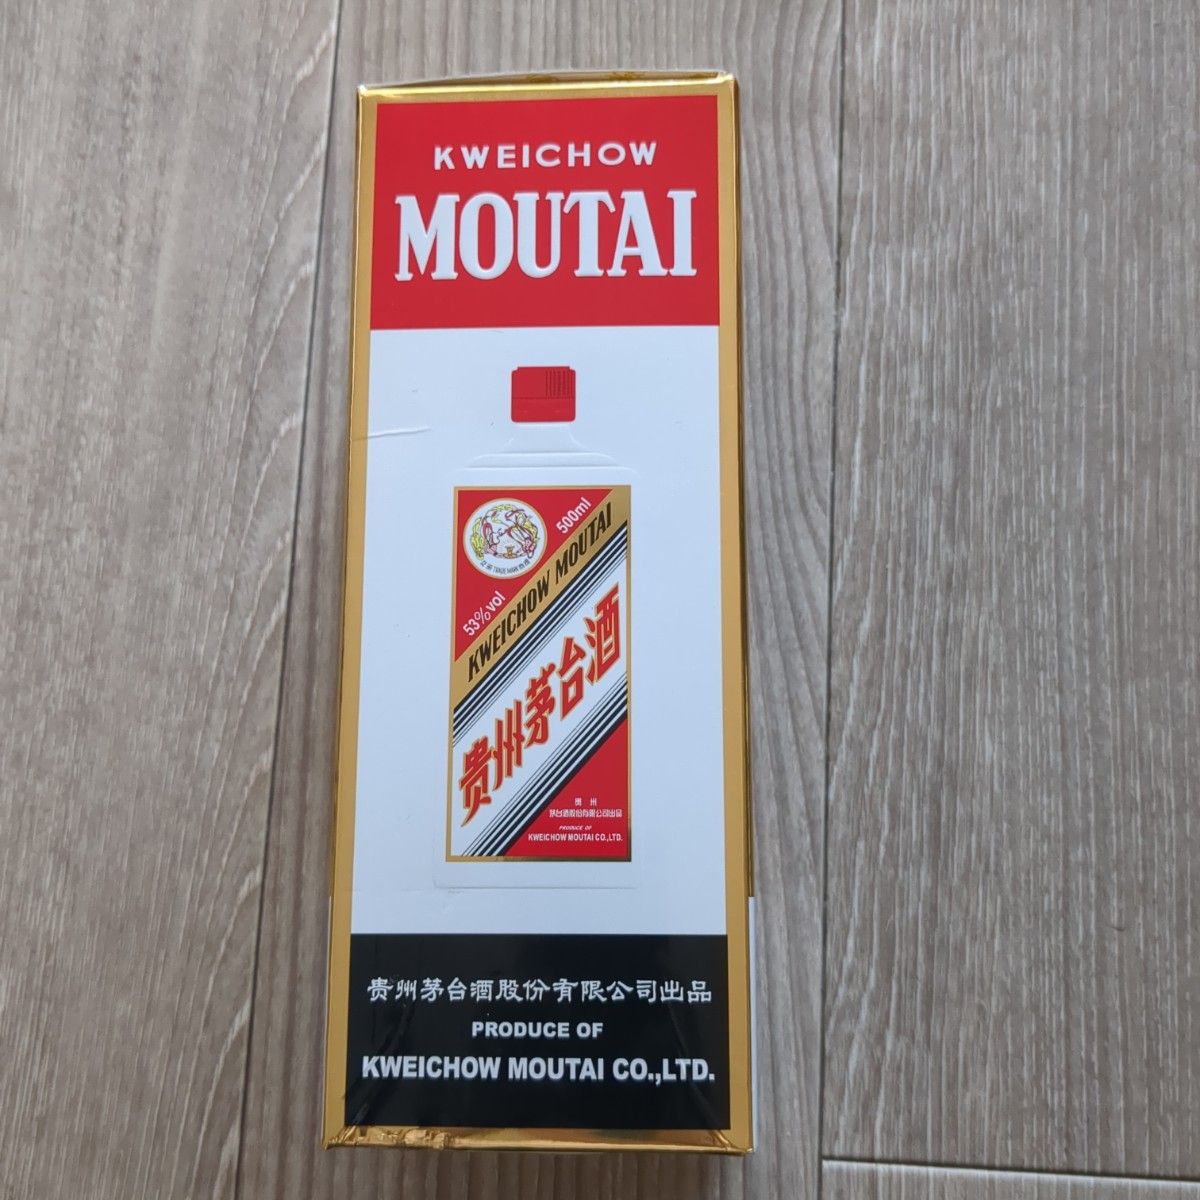 KWEICHOW
MOUTAI
500ml
53%vol
KWEICHOW MOUTAI
贵州茅台酒
贵州
茅台酒股份有限公司出品
PRODUCE OF
KWEICHOW MOUTAI CO.,LTD.
贵州茅台酒股份有限公司出品
PRODUCE OF
KWEICHOW MOUTAI CO.,LTD.